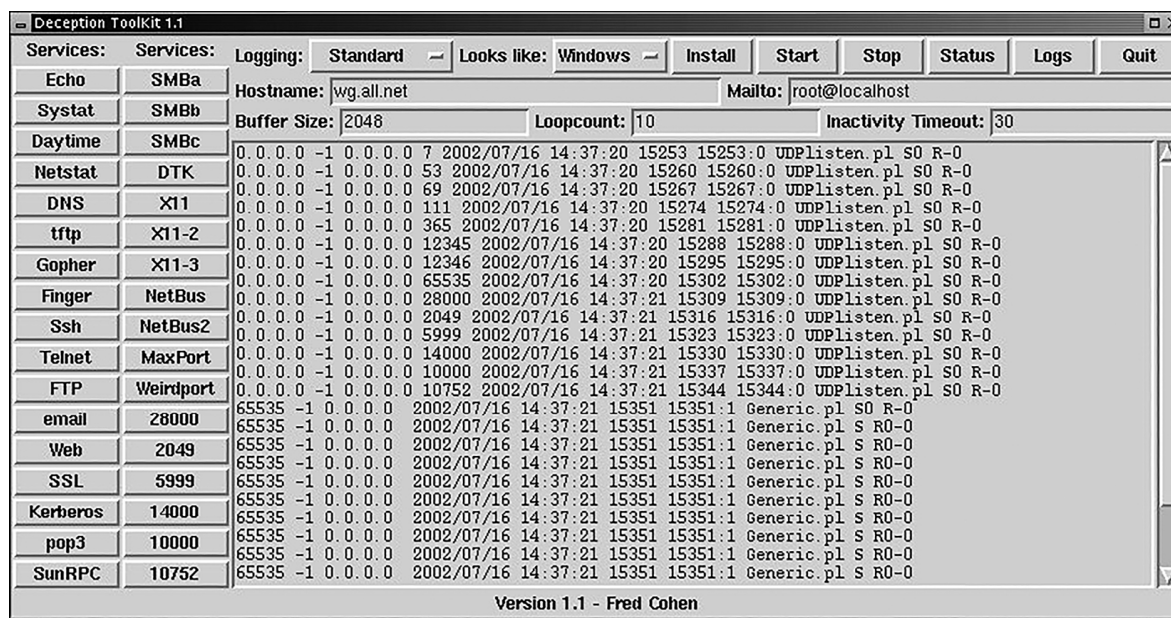 Deception ToolKit 1.1
Services: Services: Logging: Standard Looks like: Windows Install Start Stop Status Logs Quit
Echo SMBa
Hostname: wg.all.net Mailto: root@localhost
Systat SMBb
Buffer Size: 2048 Loopcount: 10 Inactivity Timeout: 30
Daytime SMBc
Netstat DTK
DNS X11
tftp X11-2
Gopher X11-3
Finger NetBus
Ssh NetBus2
Telnet MaxPort
FTP Weirdport
email 28000
Web 2049
SSL 5999
Kerberos 14000
pop3 10000
SunRPC 10752
0.0.0.0 -1 0.0.0.0 7 2002/07/16 14:37:20 15253 15253:0 UDPlisten.pl S0 R-0
0.0.0.0 -1 0.0.0.0 53 2002/07/16 14:37:20 15260 15260:0 UDPlisten.pl S0 R-0
0.0.0.0 -1 0.0.0.0 69 2002/07/16 14:37:20 15267 15267:0 UDPlisten.pl S0 R-0
0.0.0.0 -1 0.0.0.0 111 2002/07/16 14:37:20 15274 15274:0 UDPlisten.pl S0 R-0
0.0.0.0 -1 0.0.0.0 365 2002/07/16 14:37:20 15281 15281:0 UDPlisten.pl S0 R-0
0.0.0.0 -1 0.0.0.0 12345 2002/07/16 14:37:20 15288 15288:0 UDPlisten.pl S0 R-0
0.0.0.0 -1 0.0.0.0 12346 2002/07/16 14:37:20 15295 15295:0 UDPlisten.pl S0 R-0
0.0.0.0 -1 0.0.0.0 65535 2002/07/16 14:37:20 15302 15302:0 UDPlisten.pl S0 R-0
0.0.0.0 -1 0.0.0.0 28000 2002/07/16 14:37:21 15309 15309:0 UDPlisten.pl S0 R-0
0.0.0.0 -1 0.0.0.0 2049 2002/07/16 14:37:21 15316 15316:0 UDPlisten.pl S0 R-0
0.0.0.0 -1 0.0.0.0 5999 2002/07/16 14:37:21 15323 15323:0 UDPlisten.pl S0 R-0
0.0.0.0 -1 0.0.0.0 14000 2002/07/16 14:37:21 15330 15330:0 UDPlisten.pl S0 R-0
0.0.0.0 -1 0.0.0.0 10000 2002/07/16 14:37:21 15337 15337:0 UDPlisten.pl S0 R-0
0.0.0.0 -1 0.0.0.0 10752 2002/07/16 14:37:21 15344 15344:0 UDPlisten.pl S0 R-0
65535 -1 0.0.0.0 2002/07/16 14:37:21 15351 15351:1 Generic.pl S0 R-0
65535 -1 0.0.0.0 2002/07/16 14:37:21 15351 15351:1 Generic.pl S R0-0
65535 -1 0.0.0.0 2002/07/16 14:37:21 15351 15351:1 Generic.pl S R0-0
65535 -1 0.0.0.0 2002/07/16 14:37:21 15351 15351:1 Generic.pl S R0-0
65535 -1 0.0.0.0 2002/07/16 14:37:21 15351 15351:1 Generic.pl S R0-0
65535 -1 0.0.0.0 2002/07/16 14:37:21 15351 15351:1 Generic.pl S R0-0
65535 -1 0.0.0.0 2002/07/16 14:37:21 15351 15351:1 Generic.pl S R0-0
65535 -1 0.0.0.0 2002/07/16 14:37:21 15351 15351:1 Generic.pl S R0-0
65535 -1 0.0.0.0 2002/07/16 14:37:21 15351 15351:1 Generic.pl S R0-0
65535 -1 0.0.0.0 2002/07/16 14:37:21 15351 15351:1 Generic.pl S R0-0
Version 1.1 - Fred Cohen